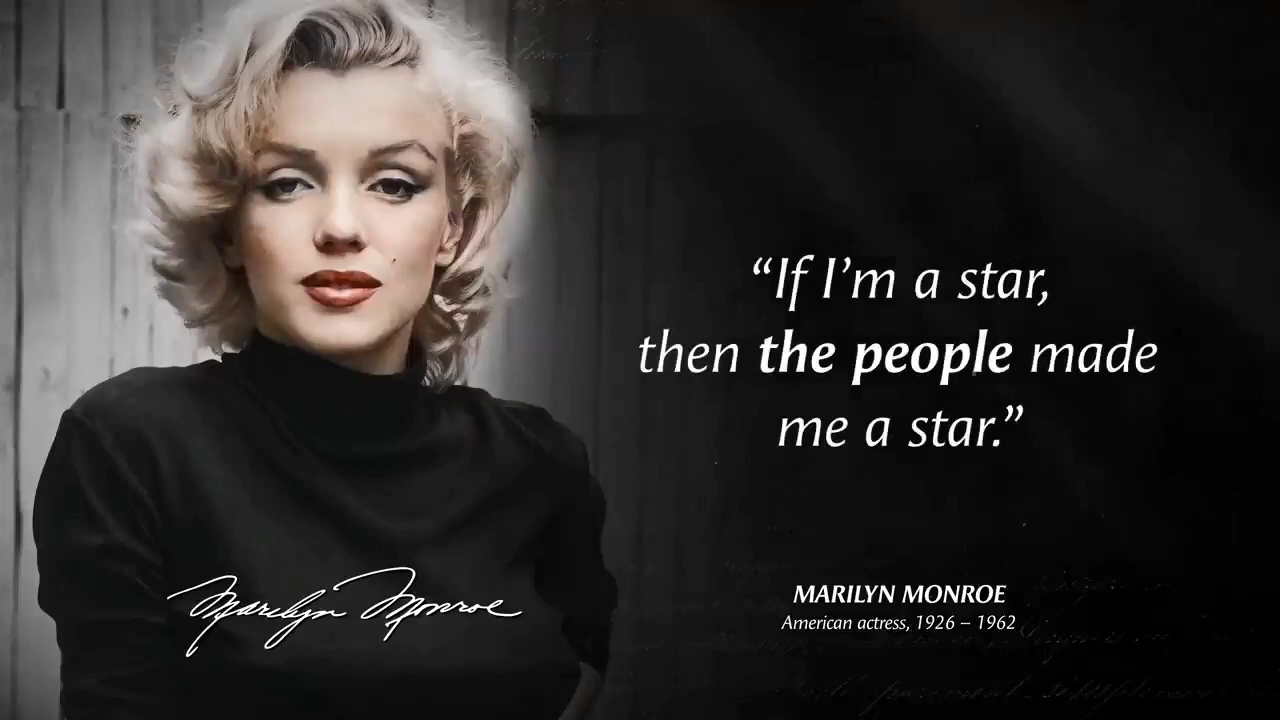 “If I’m a star,
then the people made
me a star.”
Marilyn Monroe
MARILYN MONROE
American actress, 1926 – 1962